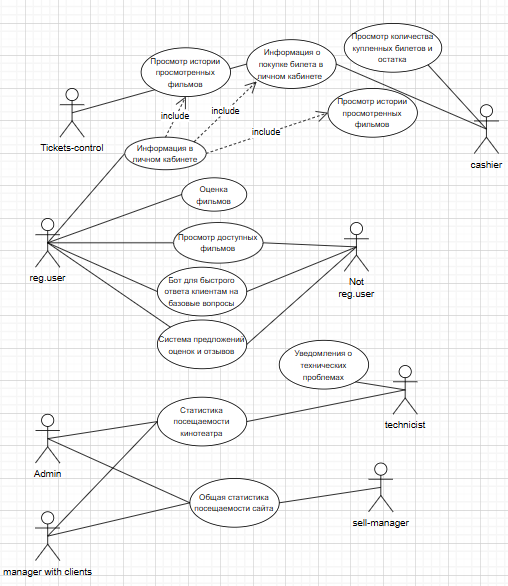 Просмотр количества
купленных билетов и
остатка
Информация о
покупке билета в
личном кабинете
Просмотр истории
просмотренных
фильмов
Просмотр истории
просмотренных
фильмов
include
include
include
Tickets-control
cashier
Информация в
личном кабинете
Оценка
фильмов
Просмотр доступных
фильмов
reg.user
Not
reg.user
Бот для быстрого
ответа клиентам на
базовые вопросы
Система предложений
оценок и отзывов
Уведомления о
технических
проблемах
Статистика
посещаемости
кинотеатра
technicist
Admin
Общая статистика
посещаемости сайта
sell-manager
manager with clients